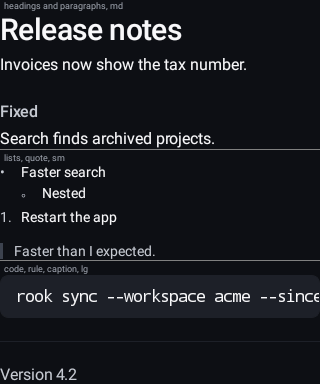 headings and paragraphs, md
Release notes
Invoices now show the tax number.
Fixed
Search finds archived projects.
lists, quote, sm
• Faster search
◦ Nested
1. Restart the app
Faster than I expected.
code, rule, caption, lg
rook sync --workspace acme --since
Version 4.2